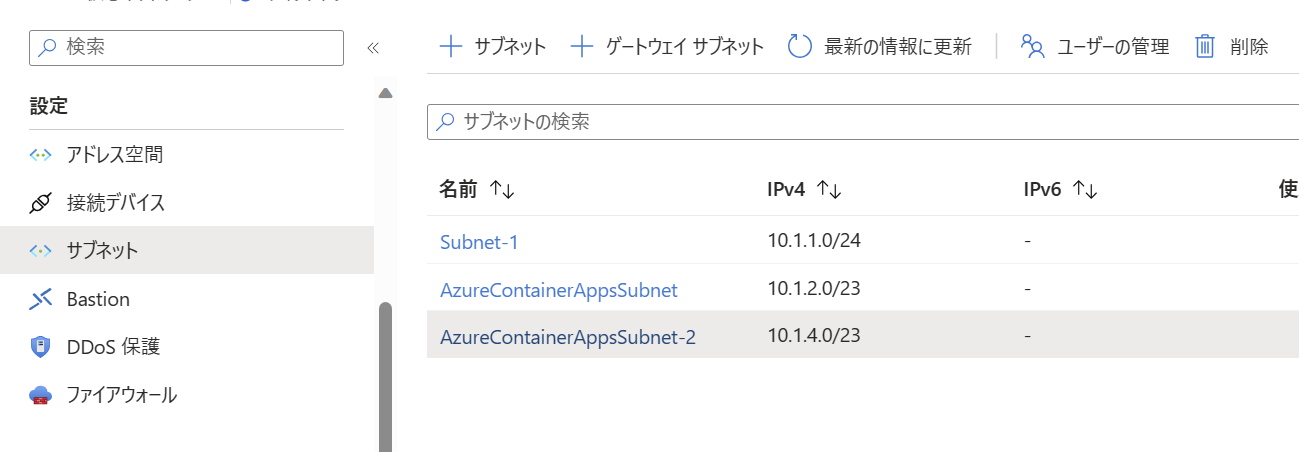 検索
«
サブネット
ゲートウェイ サブネット
最新の情報に更新
ユーザーの管理
削除
設定
アドレス空間
接続デバイス
サブネット
Bastion
DDoS 保護
ファイアウォール
サブネットの検索
名前 ↑↓ IPv4 ↑↓ IPv6 ↑↓ 使
Subnet-1 10.1.1.0/24 -
AzureContainerAppsSubnet 10.1.2.0/23 -
AzureContainerAppsSubnet-2 10.1.4.0/23 -